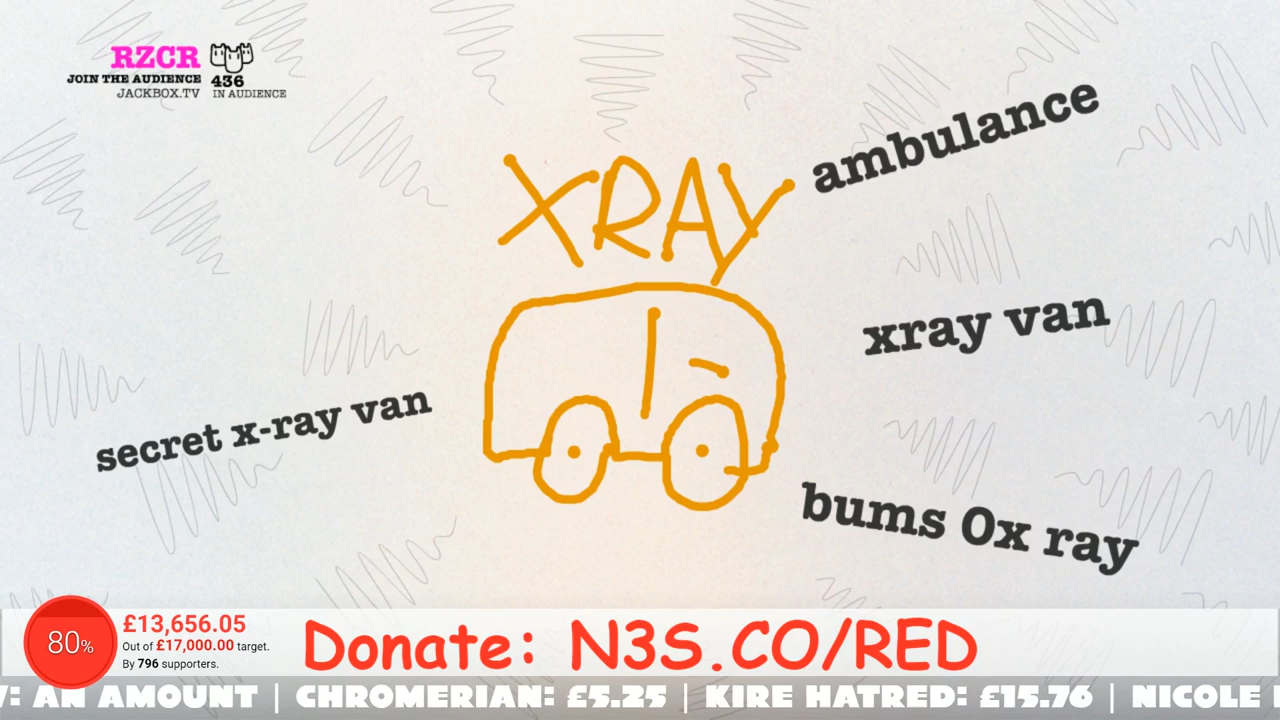 RZCR
JOIN THE AUDIENCE
JACKBOX.TV
436
IN AUDIENCE
XRAY
ambulance
xray van
secret x-ray van
bums 0x ray
80%
£13,656.05
Out of £17,000.00 target.
By 796 supporters.
Donate: N3S.CO/RED
: AN AMOUNT | CHROMERIAN: £5.25 | KIRE HATRED: £15.76 | NICOLE